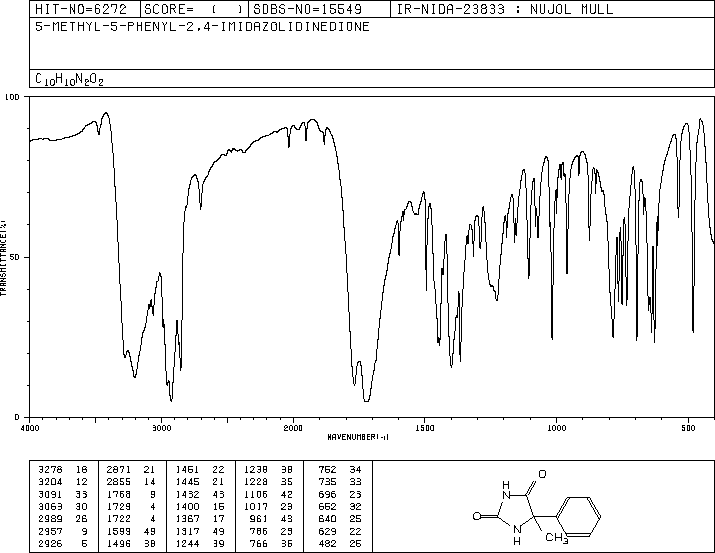 HIT-NO=6272 SCORE= ( ) SDBS-NO=15549 IR-NIDA-23833 : NUJOL MULL
5-METHYL-5-PHENYL-2,4-IMIDAZOLIDINEDIONE
C10H10N2O2
100
50
0
TRANSMITTANCE(%)
4000 3000 2000 1500 1000 500
WAVENUMBER(-1)
3278 18 2871 21 1451 22 1238 38 752 34
3204 12 2855 14 1445 21 1228 35 735 33
3091 33 1768 9 1432 43 1106 42 696 23
3063 30 1729 4 1400 15 1017 23 652 32
2989 26 1722 4 1367 17 961 43 640 25
2957 9 1599 49 1317 49 786 23 629 22
2926 5 1496 38 1244 39 766 35 482 25
O
H
N
O
N
H
CH3